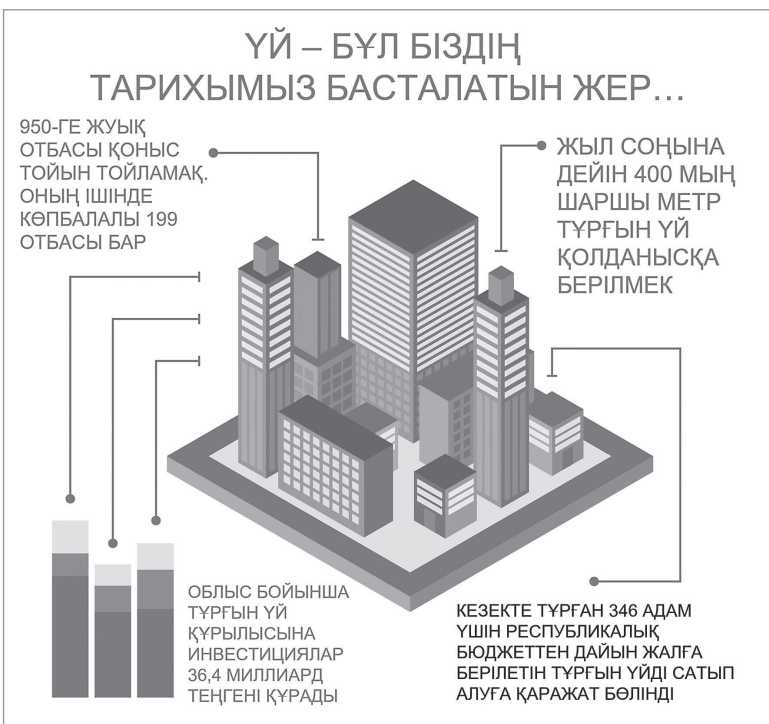 ҮЙ – БҰЛ БІЗДІҢ
ТАРИХЫМЫЗ БАСТАЛАТЫН ЖЕР...
950-ГЕ ЖУЫҚ
ОТБАСЫ ҚОНЫС
ТОЙЫН ТОЙЛАМАҚ.
ОНЫҢ ІШІНДЕ
КӨПБАЛАЛЫ 199
ОТБАСЫ БАР
ЖЫЛ СОҢЫНА
ДЕЙІН 400 МЫҢ
ШАРШЫ МЕТР
ТҰРҒЫН ҮЙ
ҚОЛДАНЫСҚА
БЕРІЛМЕК
ОБЛЫС БОЙЫНША
ТҰРҒЫН ҮЙ
ҚҰРЫЛЫСЫНА
ИНВЕСТИЦИЯЛАР
36,4 МИЛЛИАРД
ТЕҢГЕНІ ҚҰРАДЫ
КЕЗЕКТЕ ТҰРҒАН 346 АДАМ
ҮШІН РЕСПУБЛИКАЛЫҚ
БЮДЖЕТТЕН ДАЙЫН ЖАЛҒА
БЕРІЛЕТІН ТҰРҒЫН ҮЙДІ САТЫП
АЛУҒА ҚАРАЖАТ БӨЛІНДІ